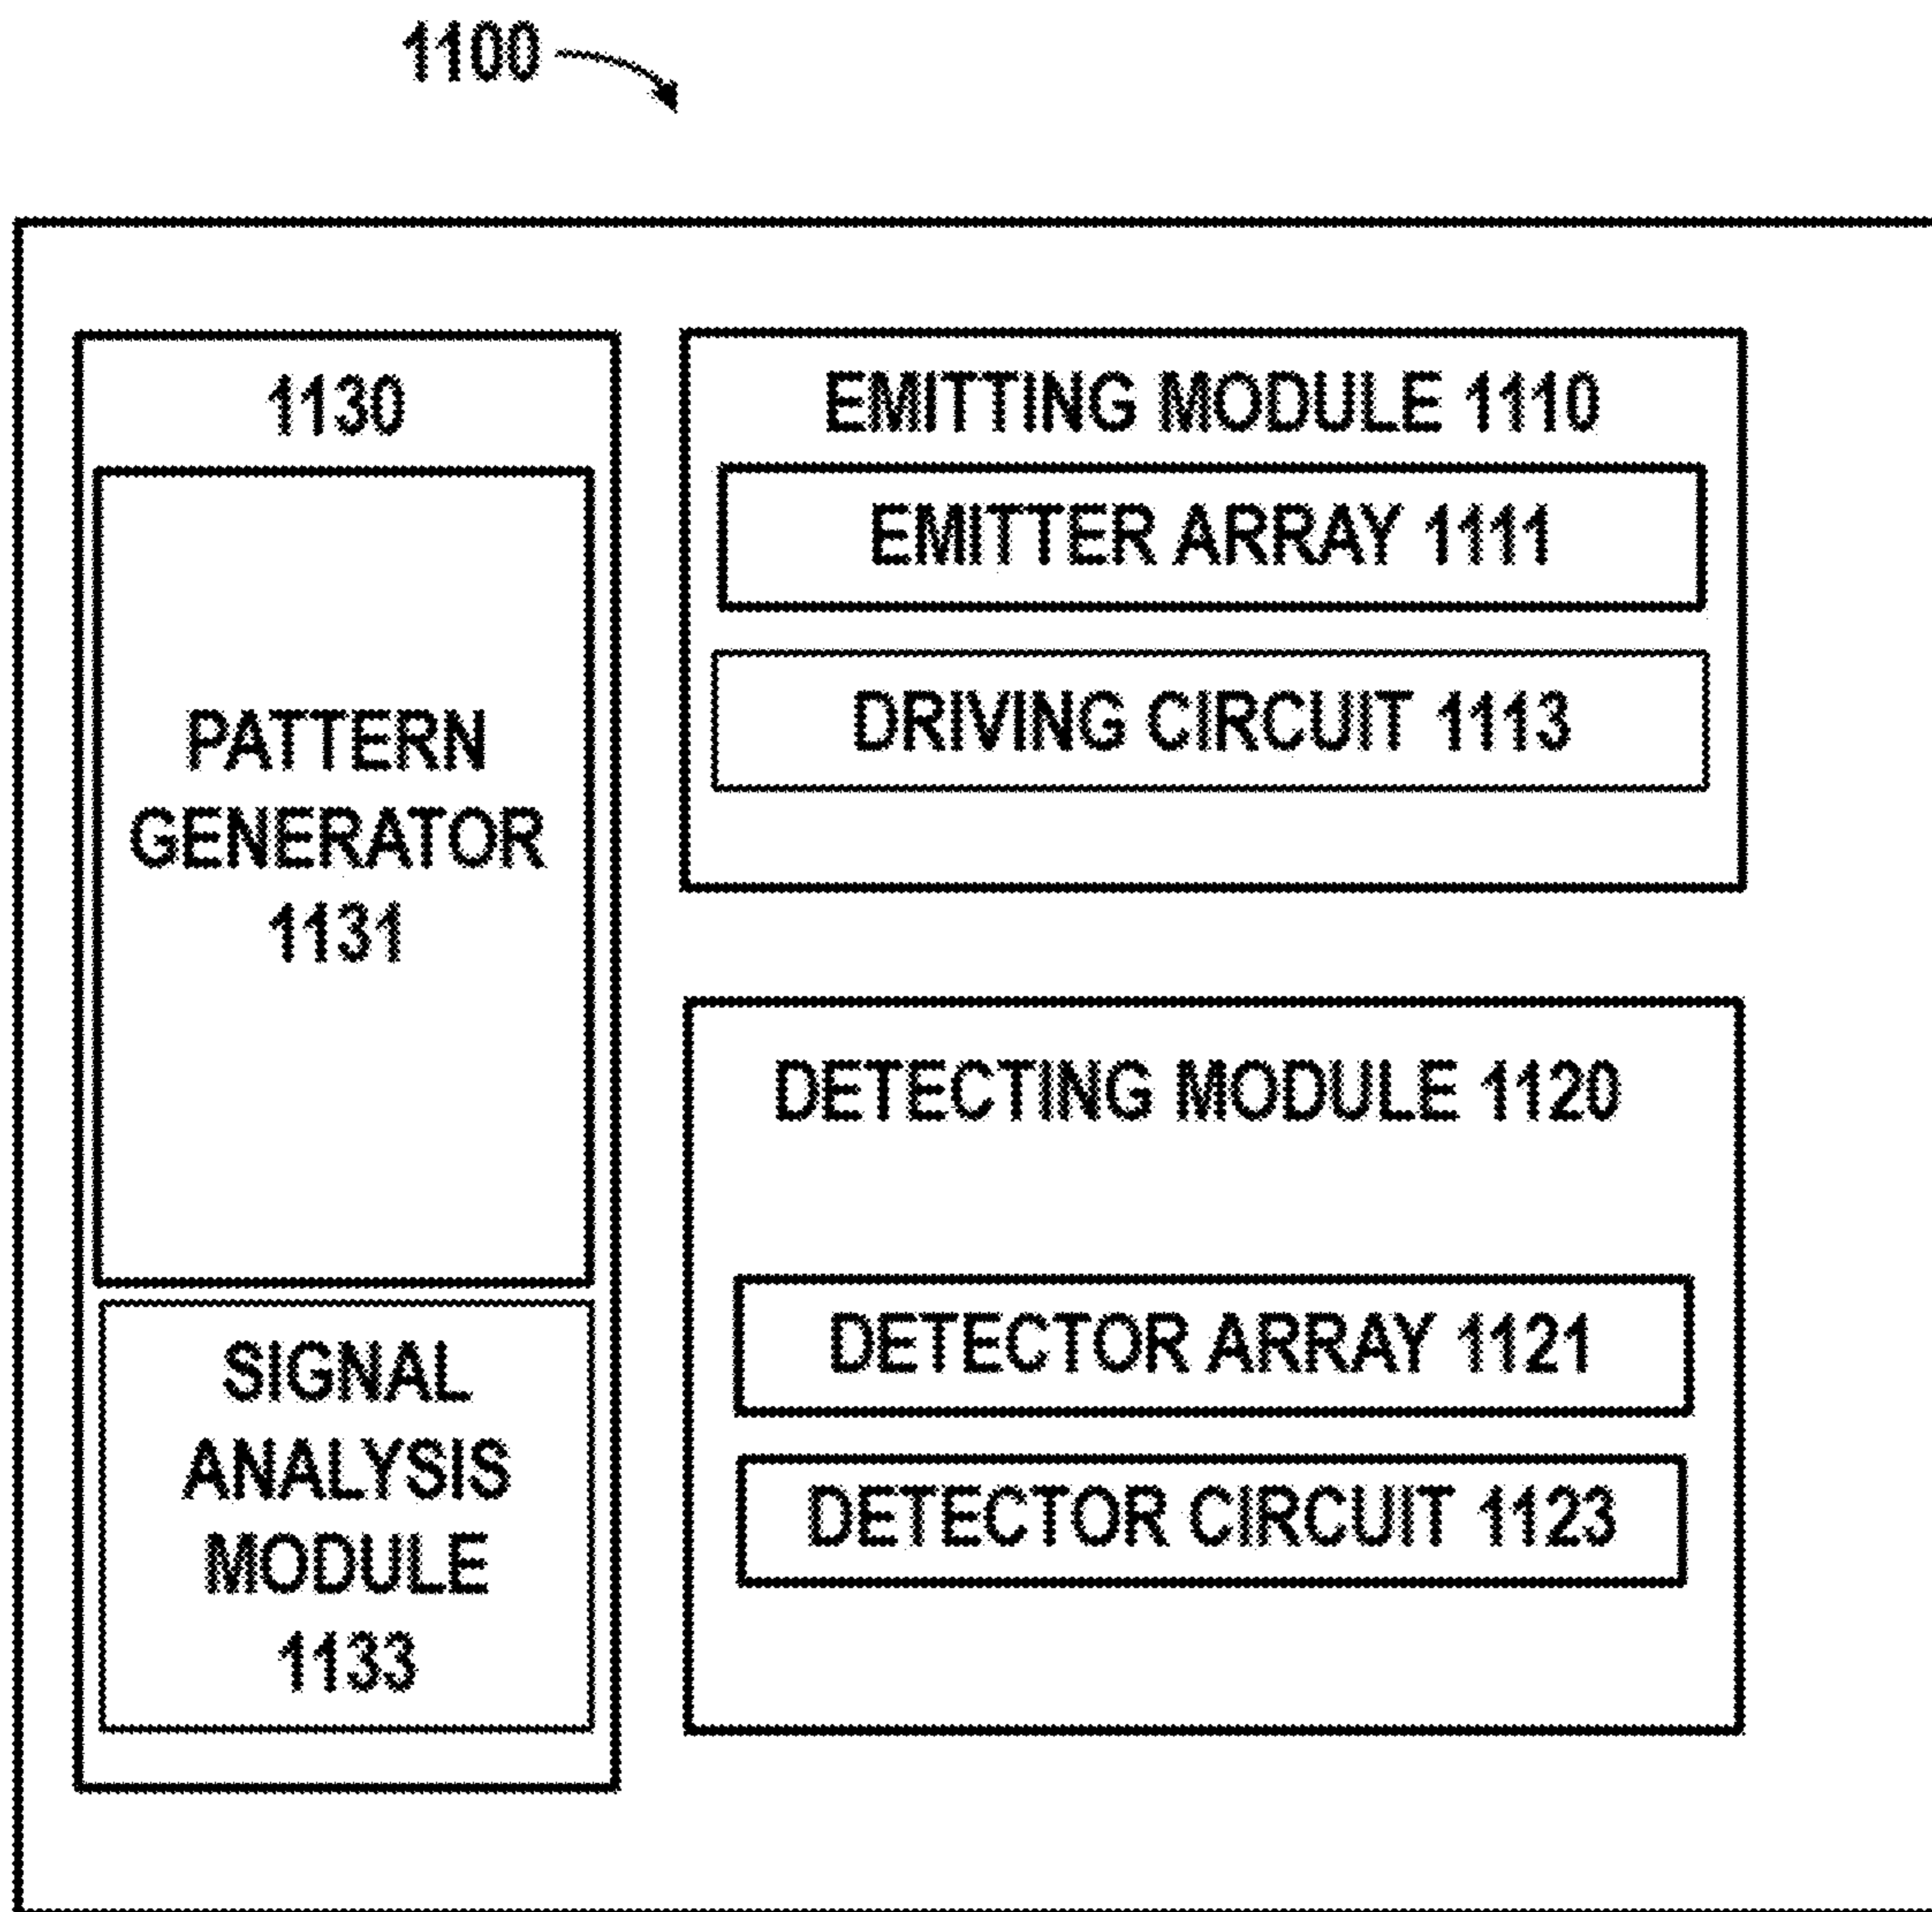 1100
1130
PATTERN
GENERATOR
1131
SIGNAL
ANALYSIS
MODULE
1133
EMITTING MODULE 1110
EMITTER ARRAY 1111
DRIVING CIRCUIT 1113
DETECTING MODULE 1120
DETECTOR ARRAY 1121
DETECTOR CIRCUIT 1123